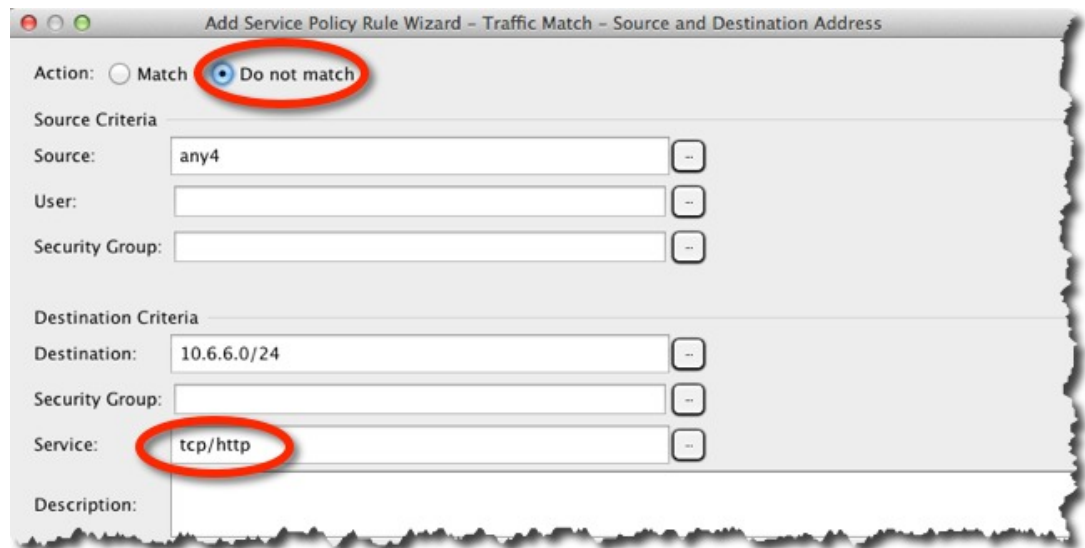 Add Service Policy Rule Wizard – Traffic Match – Source and Destination Address
Action: Match Do not match
Source Criteria
Source: any4 ...
User: ...
Security Group: ...
Destination Criteria
Destination: 10.6.6.0/24 ...
Security Group: ...
Service: tcp/http ...
Description: